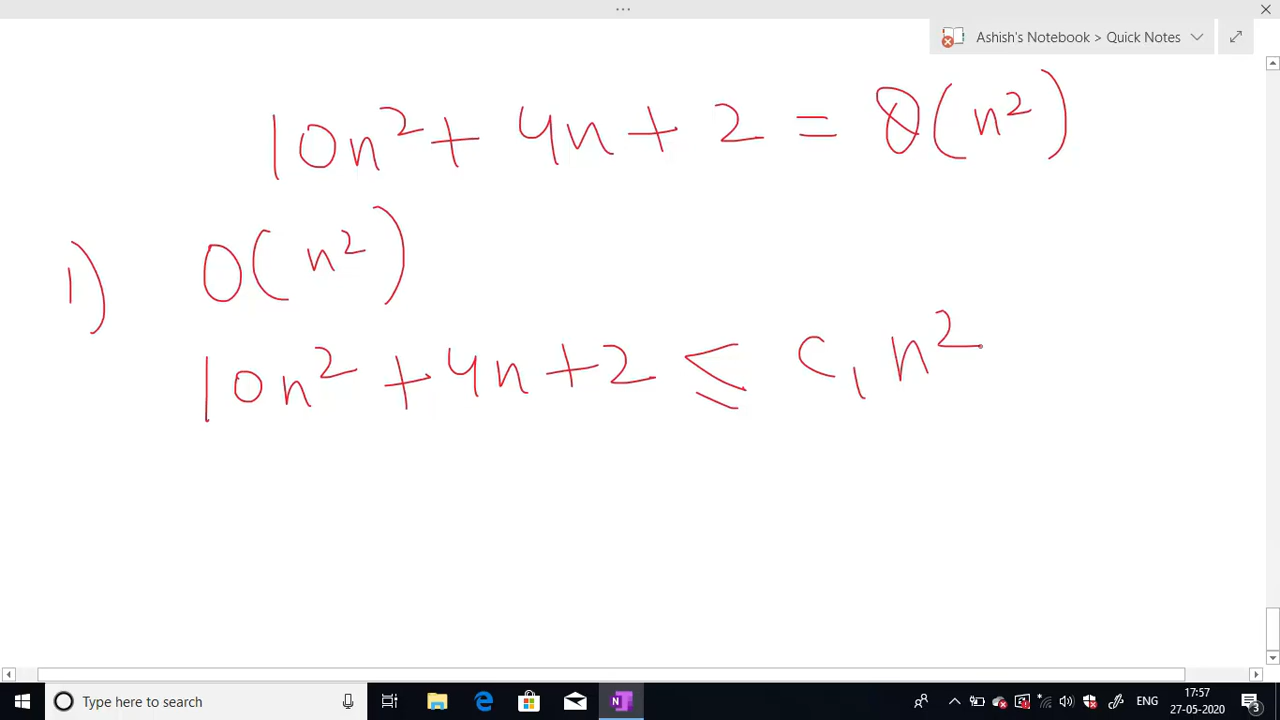 ...
Ashish's Notebook > Quick Notes
10n² + 4n + 2 = θ(n²)
1) O(n²)
10n² + 4n + 2 ≤ c₁n²
Type here to search
ENG
17:57
27-05-2020
3